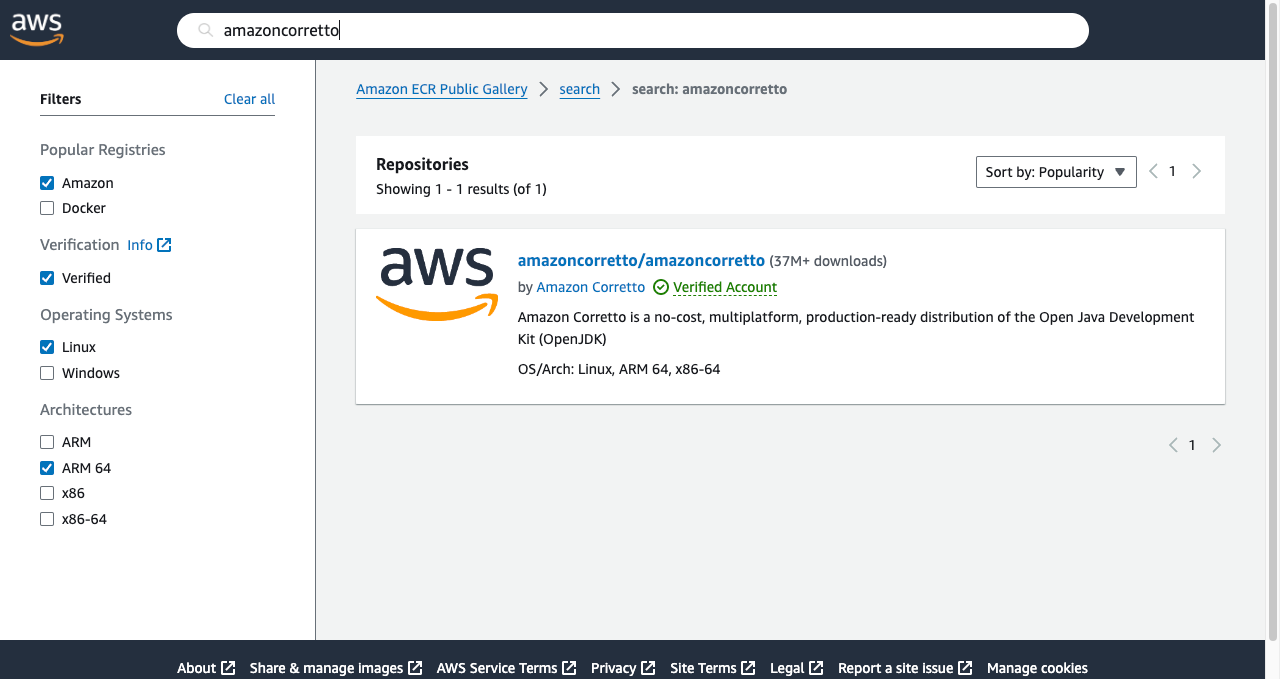 aws
amazoncorretto
Filters Clear all
Popular Registries
Amazon
Docker
Verification Info
Verified
Operating Systems
Linux
Windows
Architectures
ARM
ARM 64
x86
x86-64
Amazon ECR Public Gallery search search: amazoncorretto
Repositories
Showing 1 - 1 results (of 1)
Sort by: Popularity 1
aws
amazoncorretto/amazoncorretto (37M+ downloads)
by Amazon Corretto Verified Account
Amazon Corretto is a no-cost, multiplatform, production-ready distribution of the Open Java Development
Kit (OpenJDK)
OS/Arch: Linux, ARM 64, x86-64
1
About Share & manage images AWS Service Terms Privacy Site Terms Legal Report a site issue Manage cookies